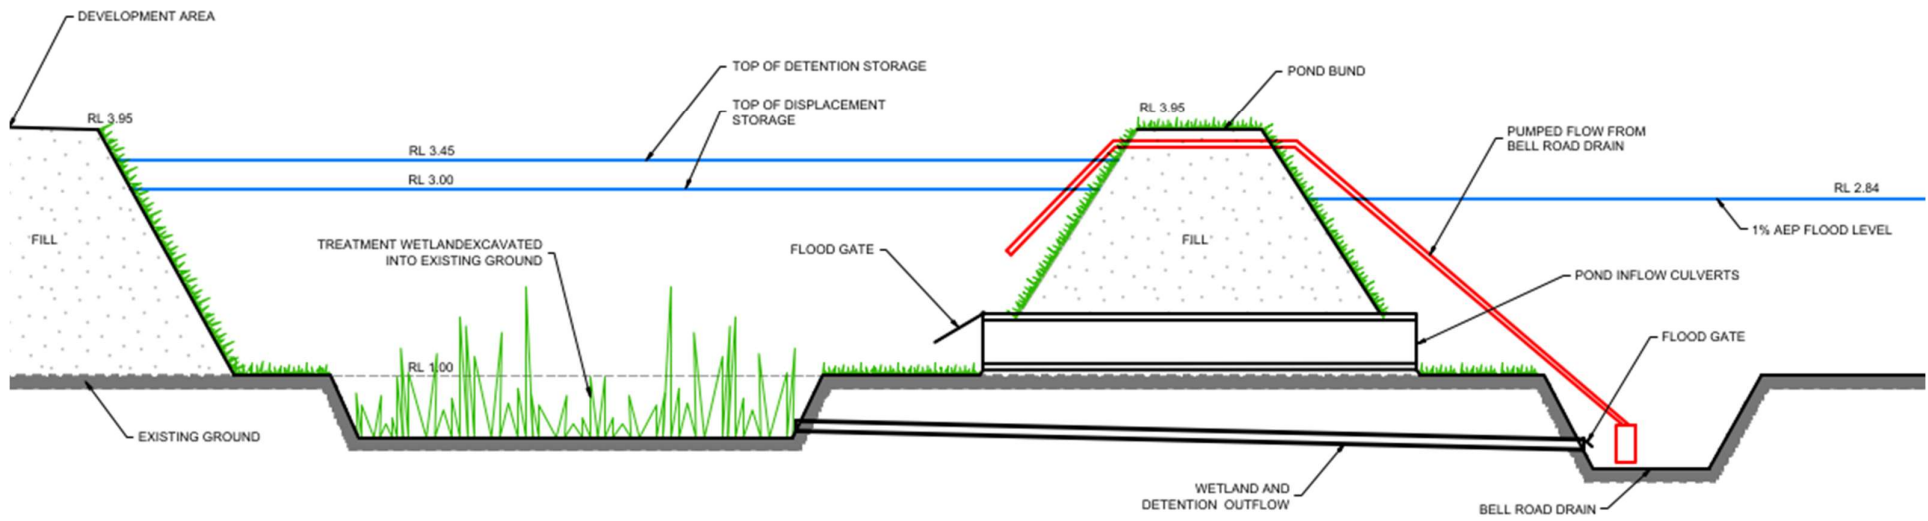 DEVELOPMENT AREA
TOP OF DETENTION STORAGE
POND BUND
RL 3.95
TOP OF DISPLACEMENT
STORAGE
RL 3.95
PUMPED FLOW FROM
BELL ROAD DRAIN
RL 3.45
RL 3.00
RL 2.84
1% AEP FLOOD LEVEL
FILL
TREATMENT WETLANDEXCAVATED
INTO EXISTING GROUND
FLOOD GATE
FILL
POND INFLOW CULVERTS
FLOOD GATE
RL 1.00
EXISTING GROUND
WETLAND AND
DETENTION OUTFLOW
BELL ROAD DRAIN